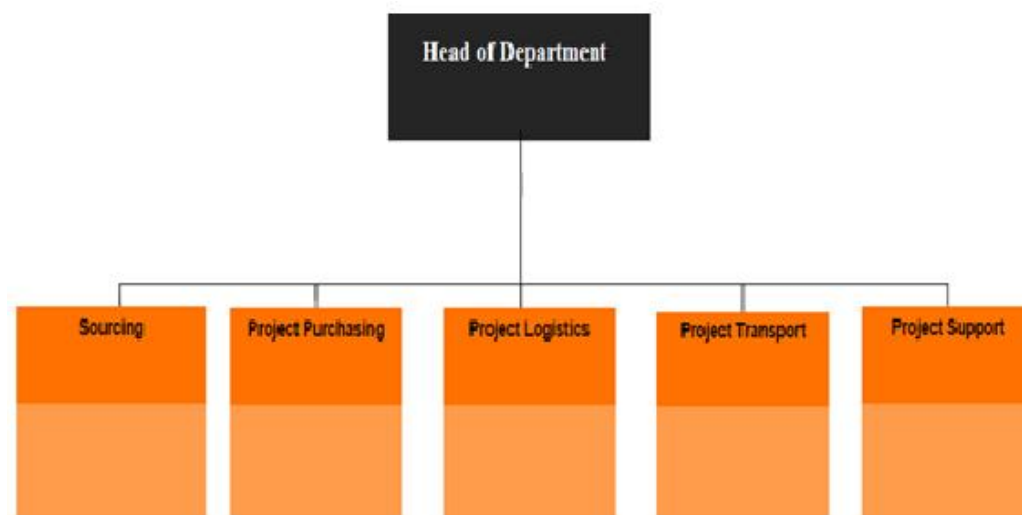 Head of Department
Sourcing
Project Purchasing
Project Logistics
Project Transport
Project Support